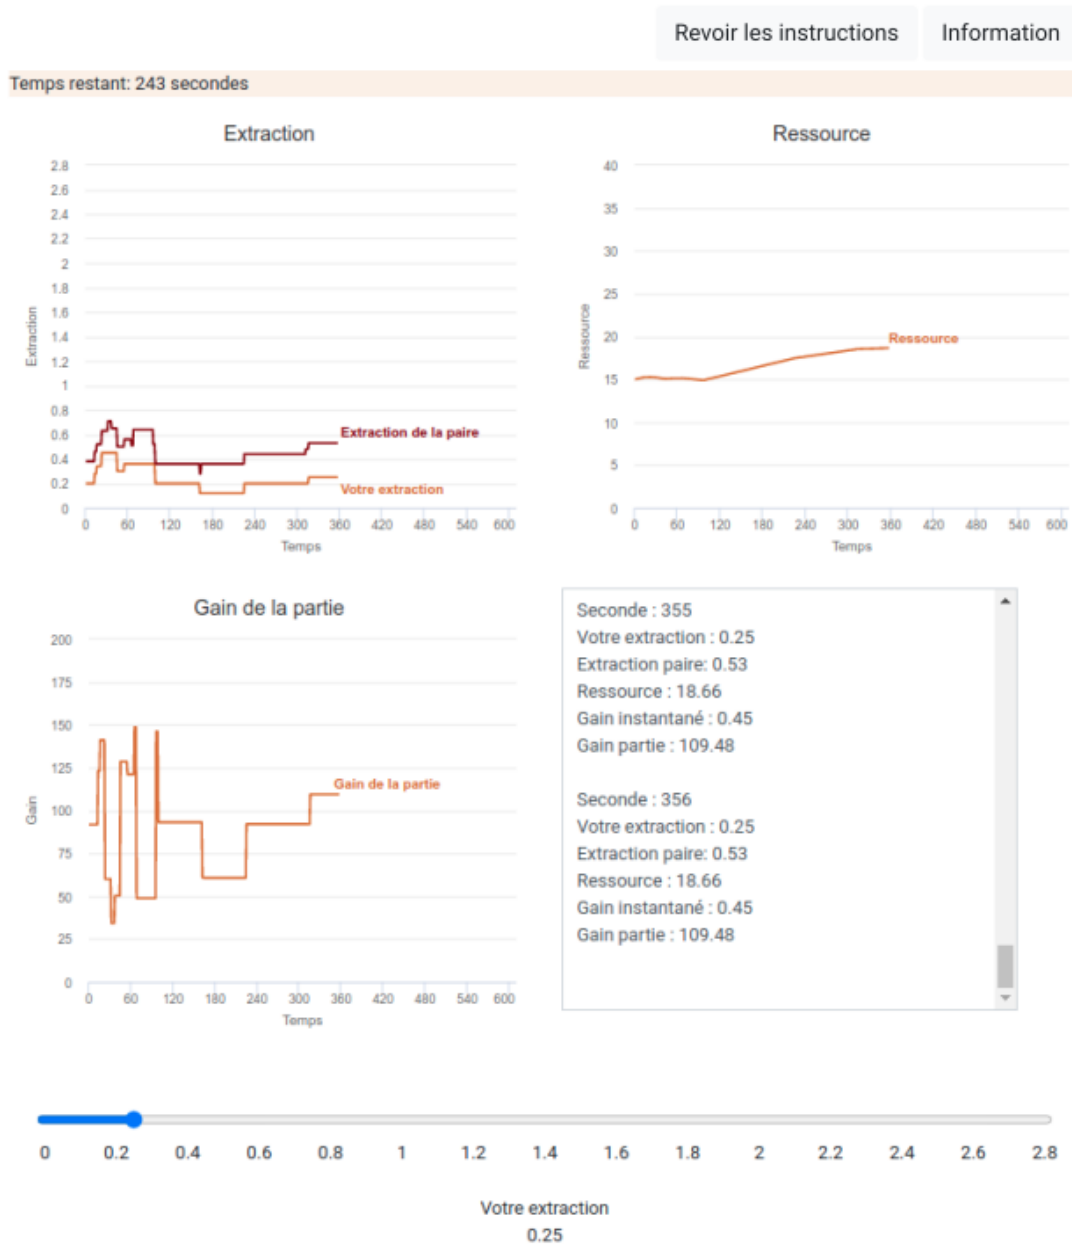 Revoir les instructions
Information
Temps restant: 243 secondes
Extraction
2.8
2.6
2.4
2.2
2
1.8
1.6
1.4
1.2
1
0.8
0.6
0.4
0.2
0
Extraction
Extraction de la paire
Votre extraction
0 60 120 180 240 300 360 420 480 540 600
Temps
Ressource
40
35
30
25
20
15
10
5
0
Ressource
Ressource
0 60 120 180 240 300 360 420 480 540 600
Temps
Gain de la partie
200
175
150
125
100
75
50
25
0
Gain
Gain de la partie
0 60 120 180 240 300 360 420 480 540 600
Temps
Seconde : 355
Votre extraction : 0.25
Extraction paire: 0.53
Ressource : 18.66
Gain instantané : 0.45
Gain partie : 109.48
Seconde : 356
Votre extraction : 0.25
Extraction paire: 0.53
Ressource : 18.66
Gain instantané : 0.45
Gain partie : 109.48
0 0.2 0.4 0.6 0.8 1 1.2 1.4 1.6 1.8 2 2.2 2.4 2.6 2.8
Votre extraction
0.25